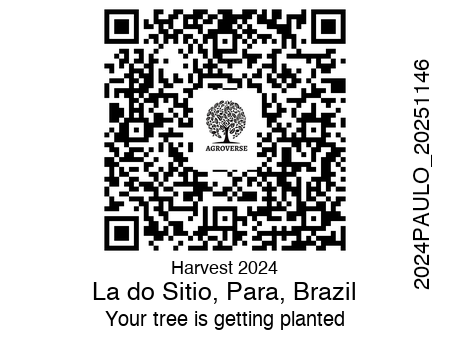 AGROVERSE
Harvest 2024
La do Sitio, Para, Brazil
Your tree is getting planted
2024PAULO_20251146